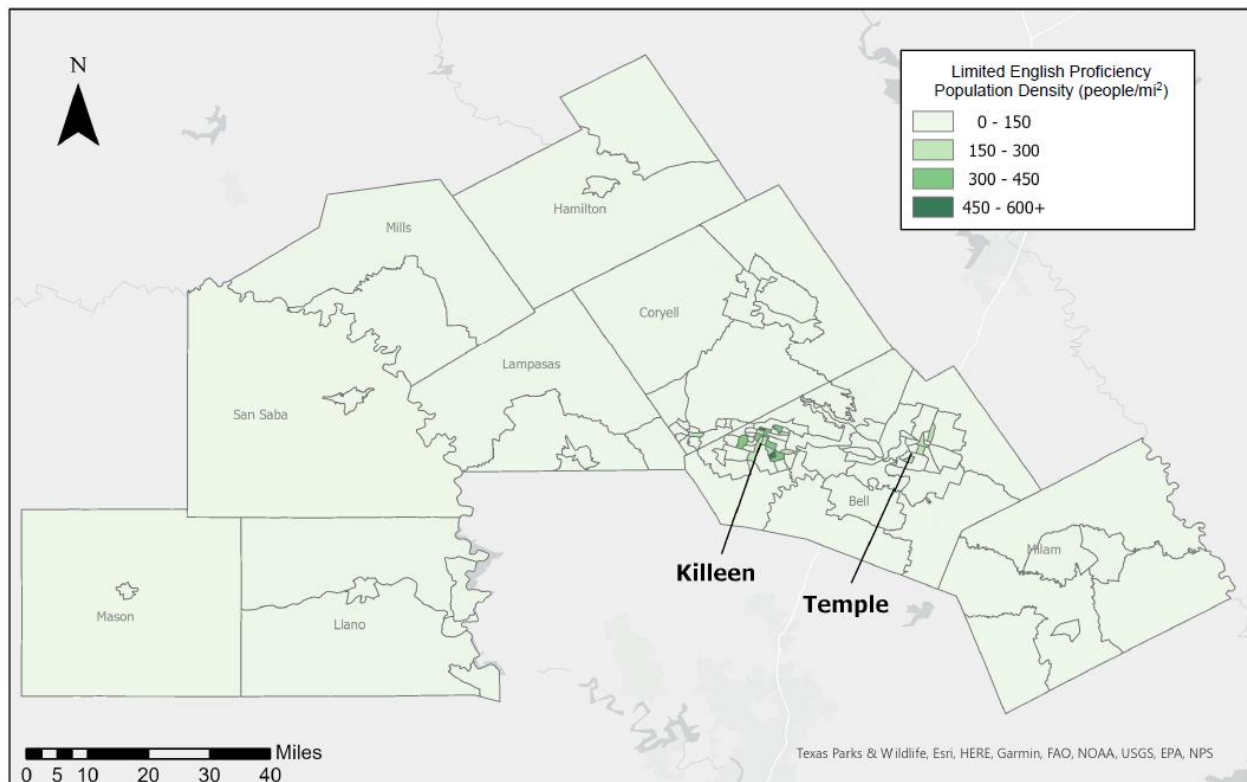 N
Limited English Proficiency
Population Density (people/mi²)
0 - 150
150 - 300
300 - 450
450 - 600+
Hamilton
Mills
Coryell
Lampasas
San Saba
Bell
Milam
Killeen
Temple
Mason
Llano
Miles
0 5 10 20 30 40
Texas Parks & Wildlife, Esri, HERE, Garmin, FAO, NOAA, USGS, EPA, NPS